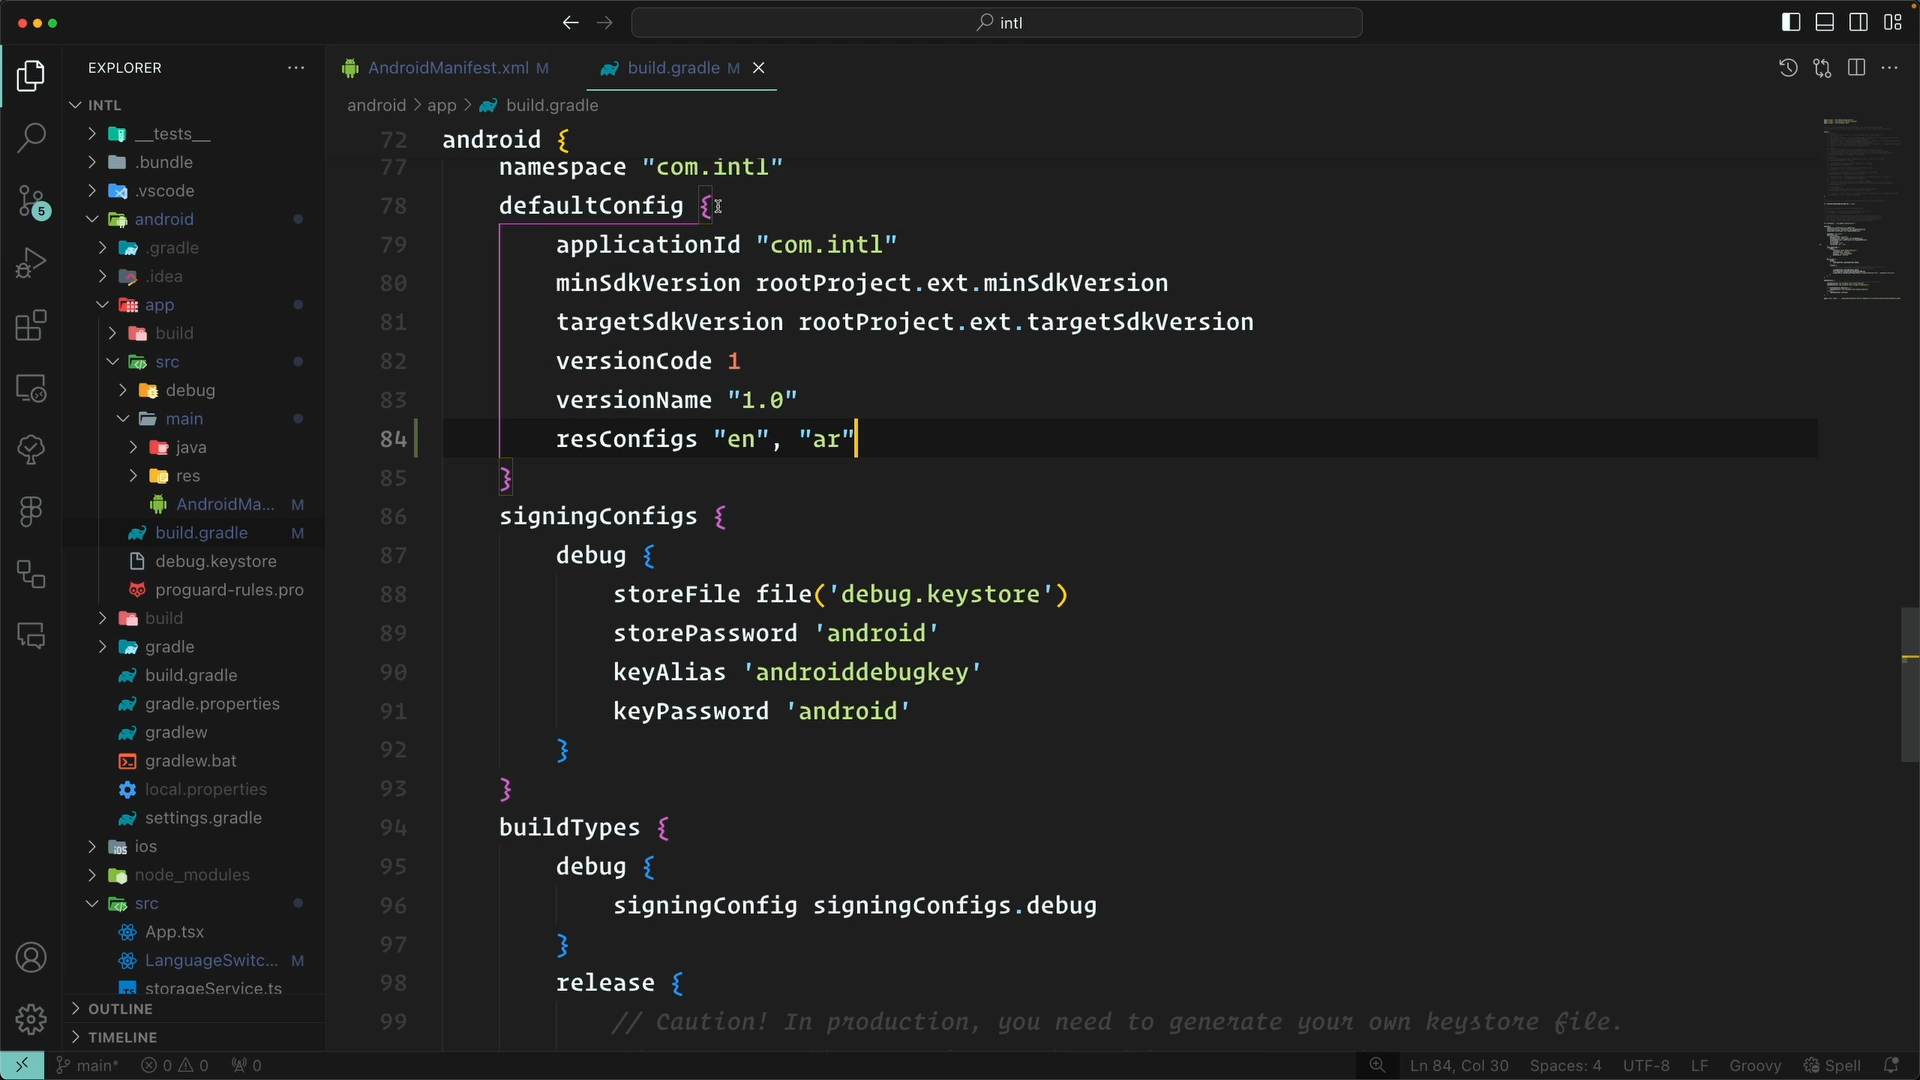 intl
EXPLORER
INTL
__tests__
.bundle
.vscode
android
.gradle
.idea
app
build
src
debug
main
java
res
AndroidMa... M
build.gradle M
debug.keystore
proguard-rules.pro
build
gradle
build.gradle
gradle.properties
gradlew
gradlew.bat
local.properties
settings.gradle
ios
node_modules
src
App.tsx
LanguageSwitc... M
storageService.ts
OUTLINE
TIMELINE
5
AndroidManifest.xml M
build.gradle M
android > app > build.gradle
72 android {
77 namespace "com.intl"
78 defaultConfig {
79 applicationId "com.intl"
80 minSdkVersion rootProject.ext.minSdkVersion
81 targetSdkVersion rootProject.ext.targetSdkVersion
82 versionCode 1
83 versionName "1.0"
84 resConfigs "en", "ar"
85 }
86 signingConfigs {
87 debug {
88 storeFile file('debug.keystore')
89 storePassword 'android'
90 keyAlias 'androiddebugkey'
91 keyPassword 'android'
92 }
93 }
94 buildTypes {
95 debug {
96 signingConfig signingConfigs.debug
97 }
98 release {
99 // Caution! In production, you need to generate your own keystore file.
main* 0 0 0
Ln 84, Col 30 Spaces: 4 UTF-8 LF Groovy Spell